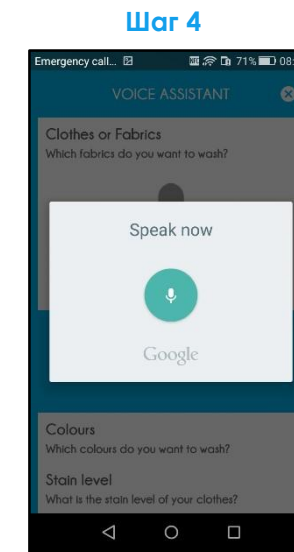 Шаг 4
Emergency call... 71% 08:
VOICE ASSISTANT
Clothes or Fabrics
Which fabrics do you want to wash?
Speak now
Google
Colours
Which colours do you want to wash?
Stain level
What is the stain level of your clothes?